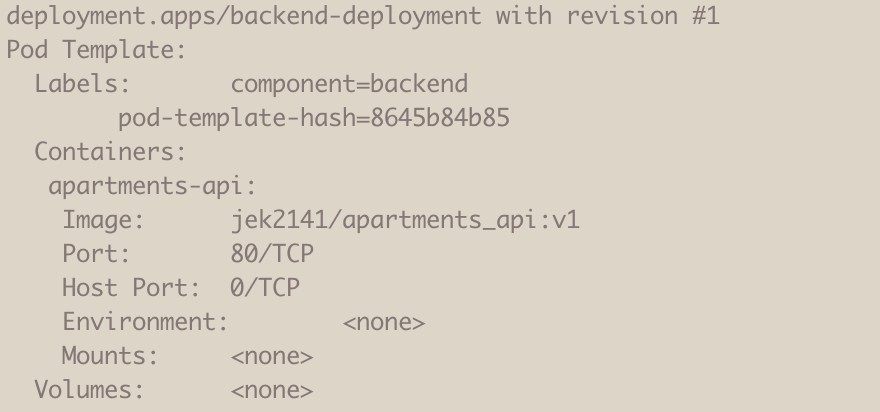 deployment.apps/backend-deployment with revision #1
Pod Template:
  Labels:       component=backend
        pod-template-hash=8645b84b85
  Containers:
   apartments-api:
    Image:      jek2141/apartments_api:v1
    Port:       80/TCP
    Host Port:  0/TCP
    Environment:        <none>
    Mounts:     <none>
  Volumes:      <none>